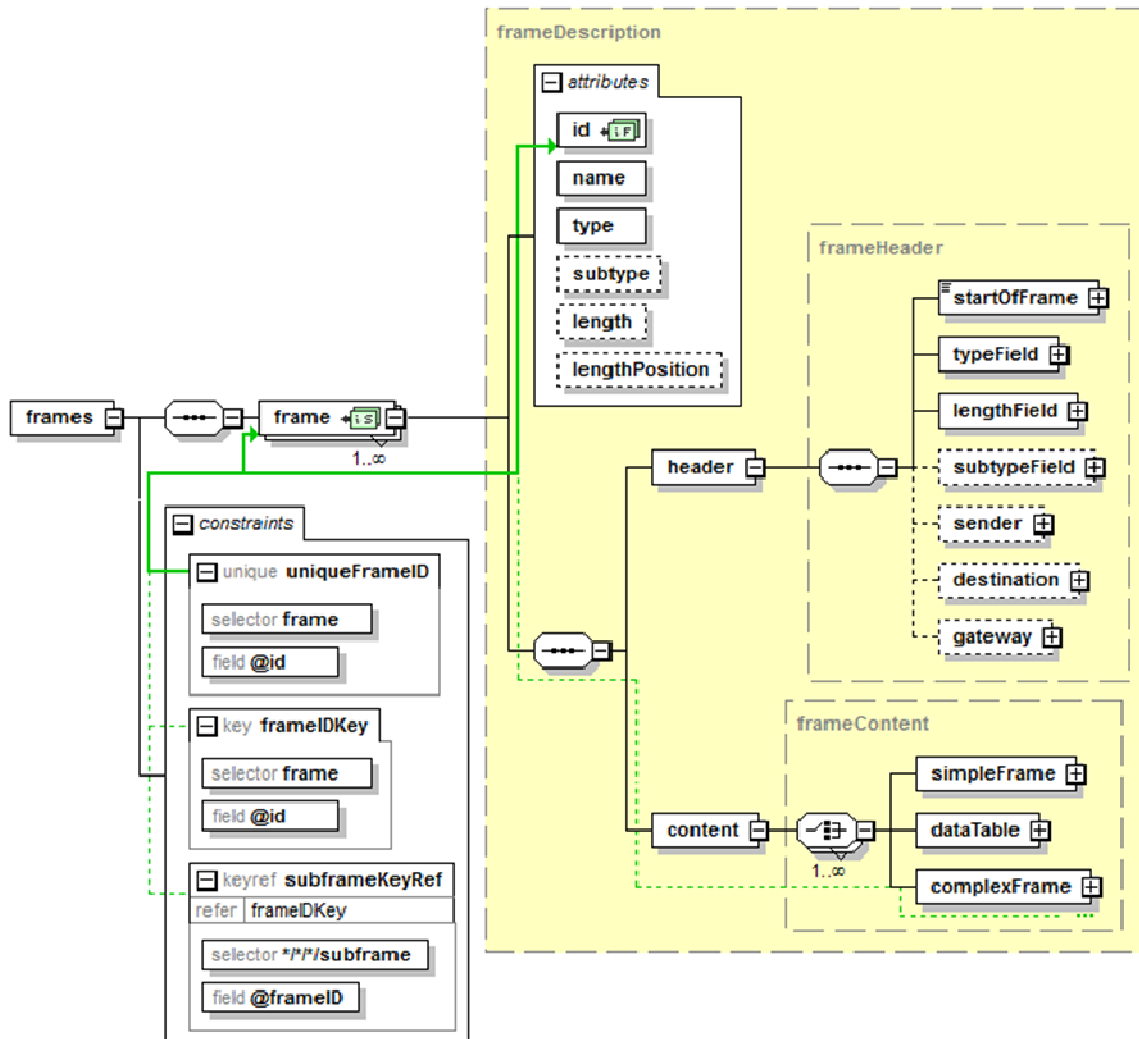 frameDescription
attributes
id iF
name
type
subtype
length
lengthPosition
frameHeader
startOfFrame
typeField
lengthField
subtypeField
sender
destination
gateway
frames
frame iS
1..∞
header
constraints
unique uniqueFrameID
selector frame
field @id
key frameIDKey
selector frame
field @id
keyref subframeKeyRef
refer frameIDKey
selector */*/*/subframe
field @frameID
frameContent
content
1..∞
simpleFrame
dataTable
complexFrame